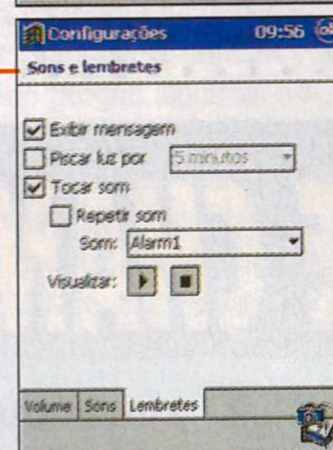 Configurações 09:56 ok
Sons e lembretes
Exibir mensagem
Piscar luz por 5 minutos
Tocar som
Repetir som
Som: Alarm1
Visualizar:
Volume Sons Lembretes